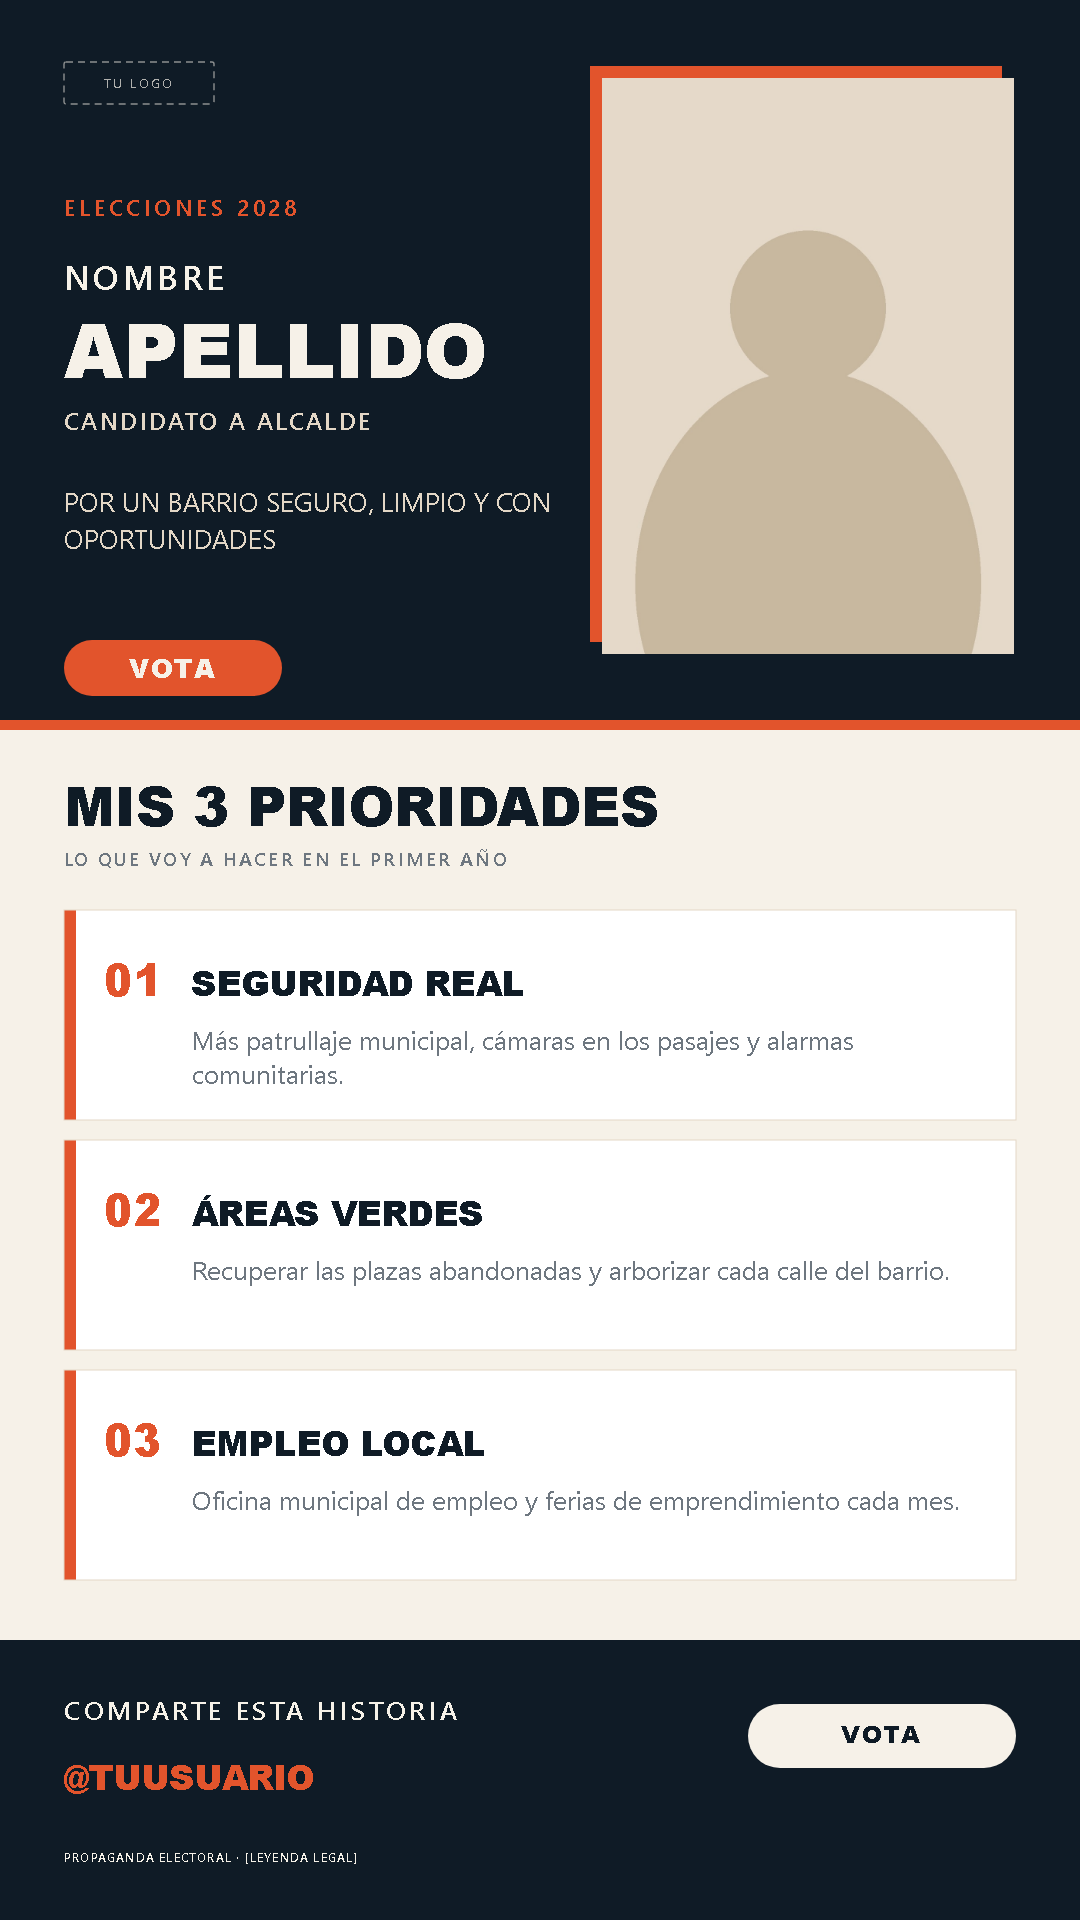 TU LOGO
ELECCIONES 2028
NOMBRE
APELLIDO
CANDIDATO A ALCALDE
POR UN BARRIO SEGURO, LIMPIO Y CON
OPORTUNIDADES
VOTA
MIS 3 PRIORIDADES
LO QUE VOY A HACER EN EL PRIMER AÑO
01 SEGURIDAD REAL
Más patrullaje municipal, cámaras en los pasajes y alarmas
comunitarias.
02 ÁREAS VERDES
Recuperar las plazas abandonadas y arborizar cada calle del barrio.
03 EMPLEO LOCAL
Oficina municipal de empleo y ferias de emprendimiento cada mes.
COMPARTE ESTA HISTORIA
@TUUSUARIO
VOTA
PROPAGANDA ELECTORAL · [LEYENDA LEGAL]